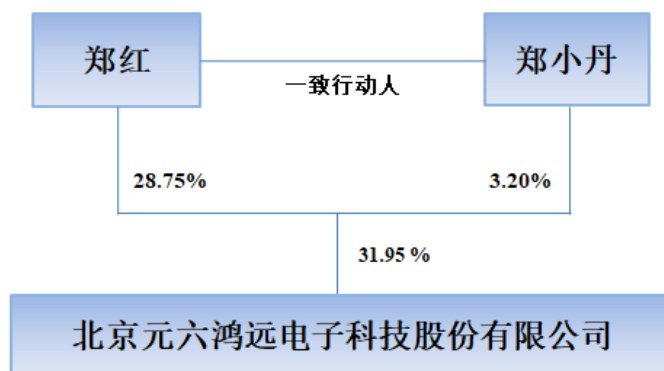 郑红
郑小丹
一致行动人
28.75%
3.20%
31.95 %
北京元六鸿远电子科技股份有限公司